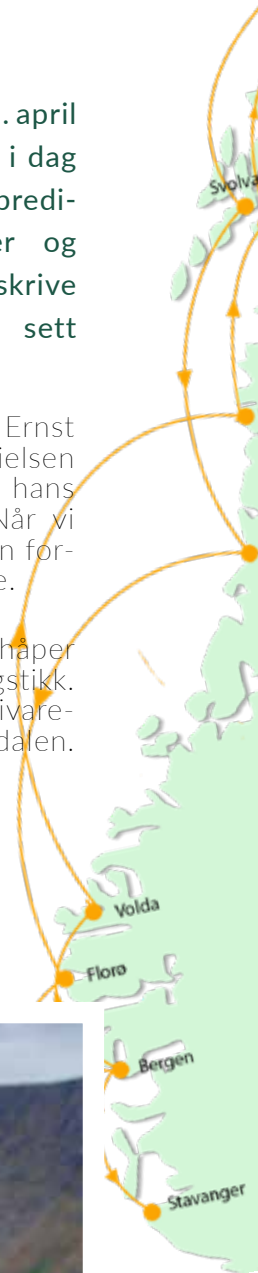 . april
i dag
predi-
er og
skrive
sett
Ernst
ielsen
hans
Når vi
n for-
e.
håper
gstikk.
ivare-
dalen.
Svolvæ
Volda
Florø
Bergen
Stavanger